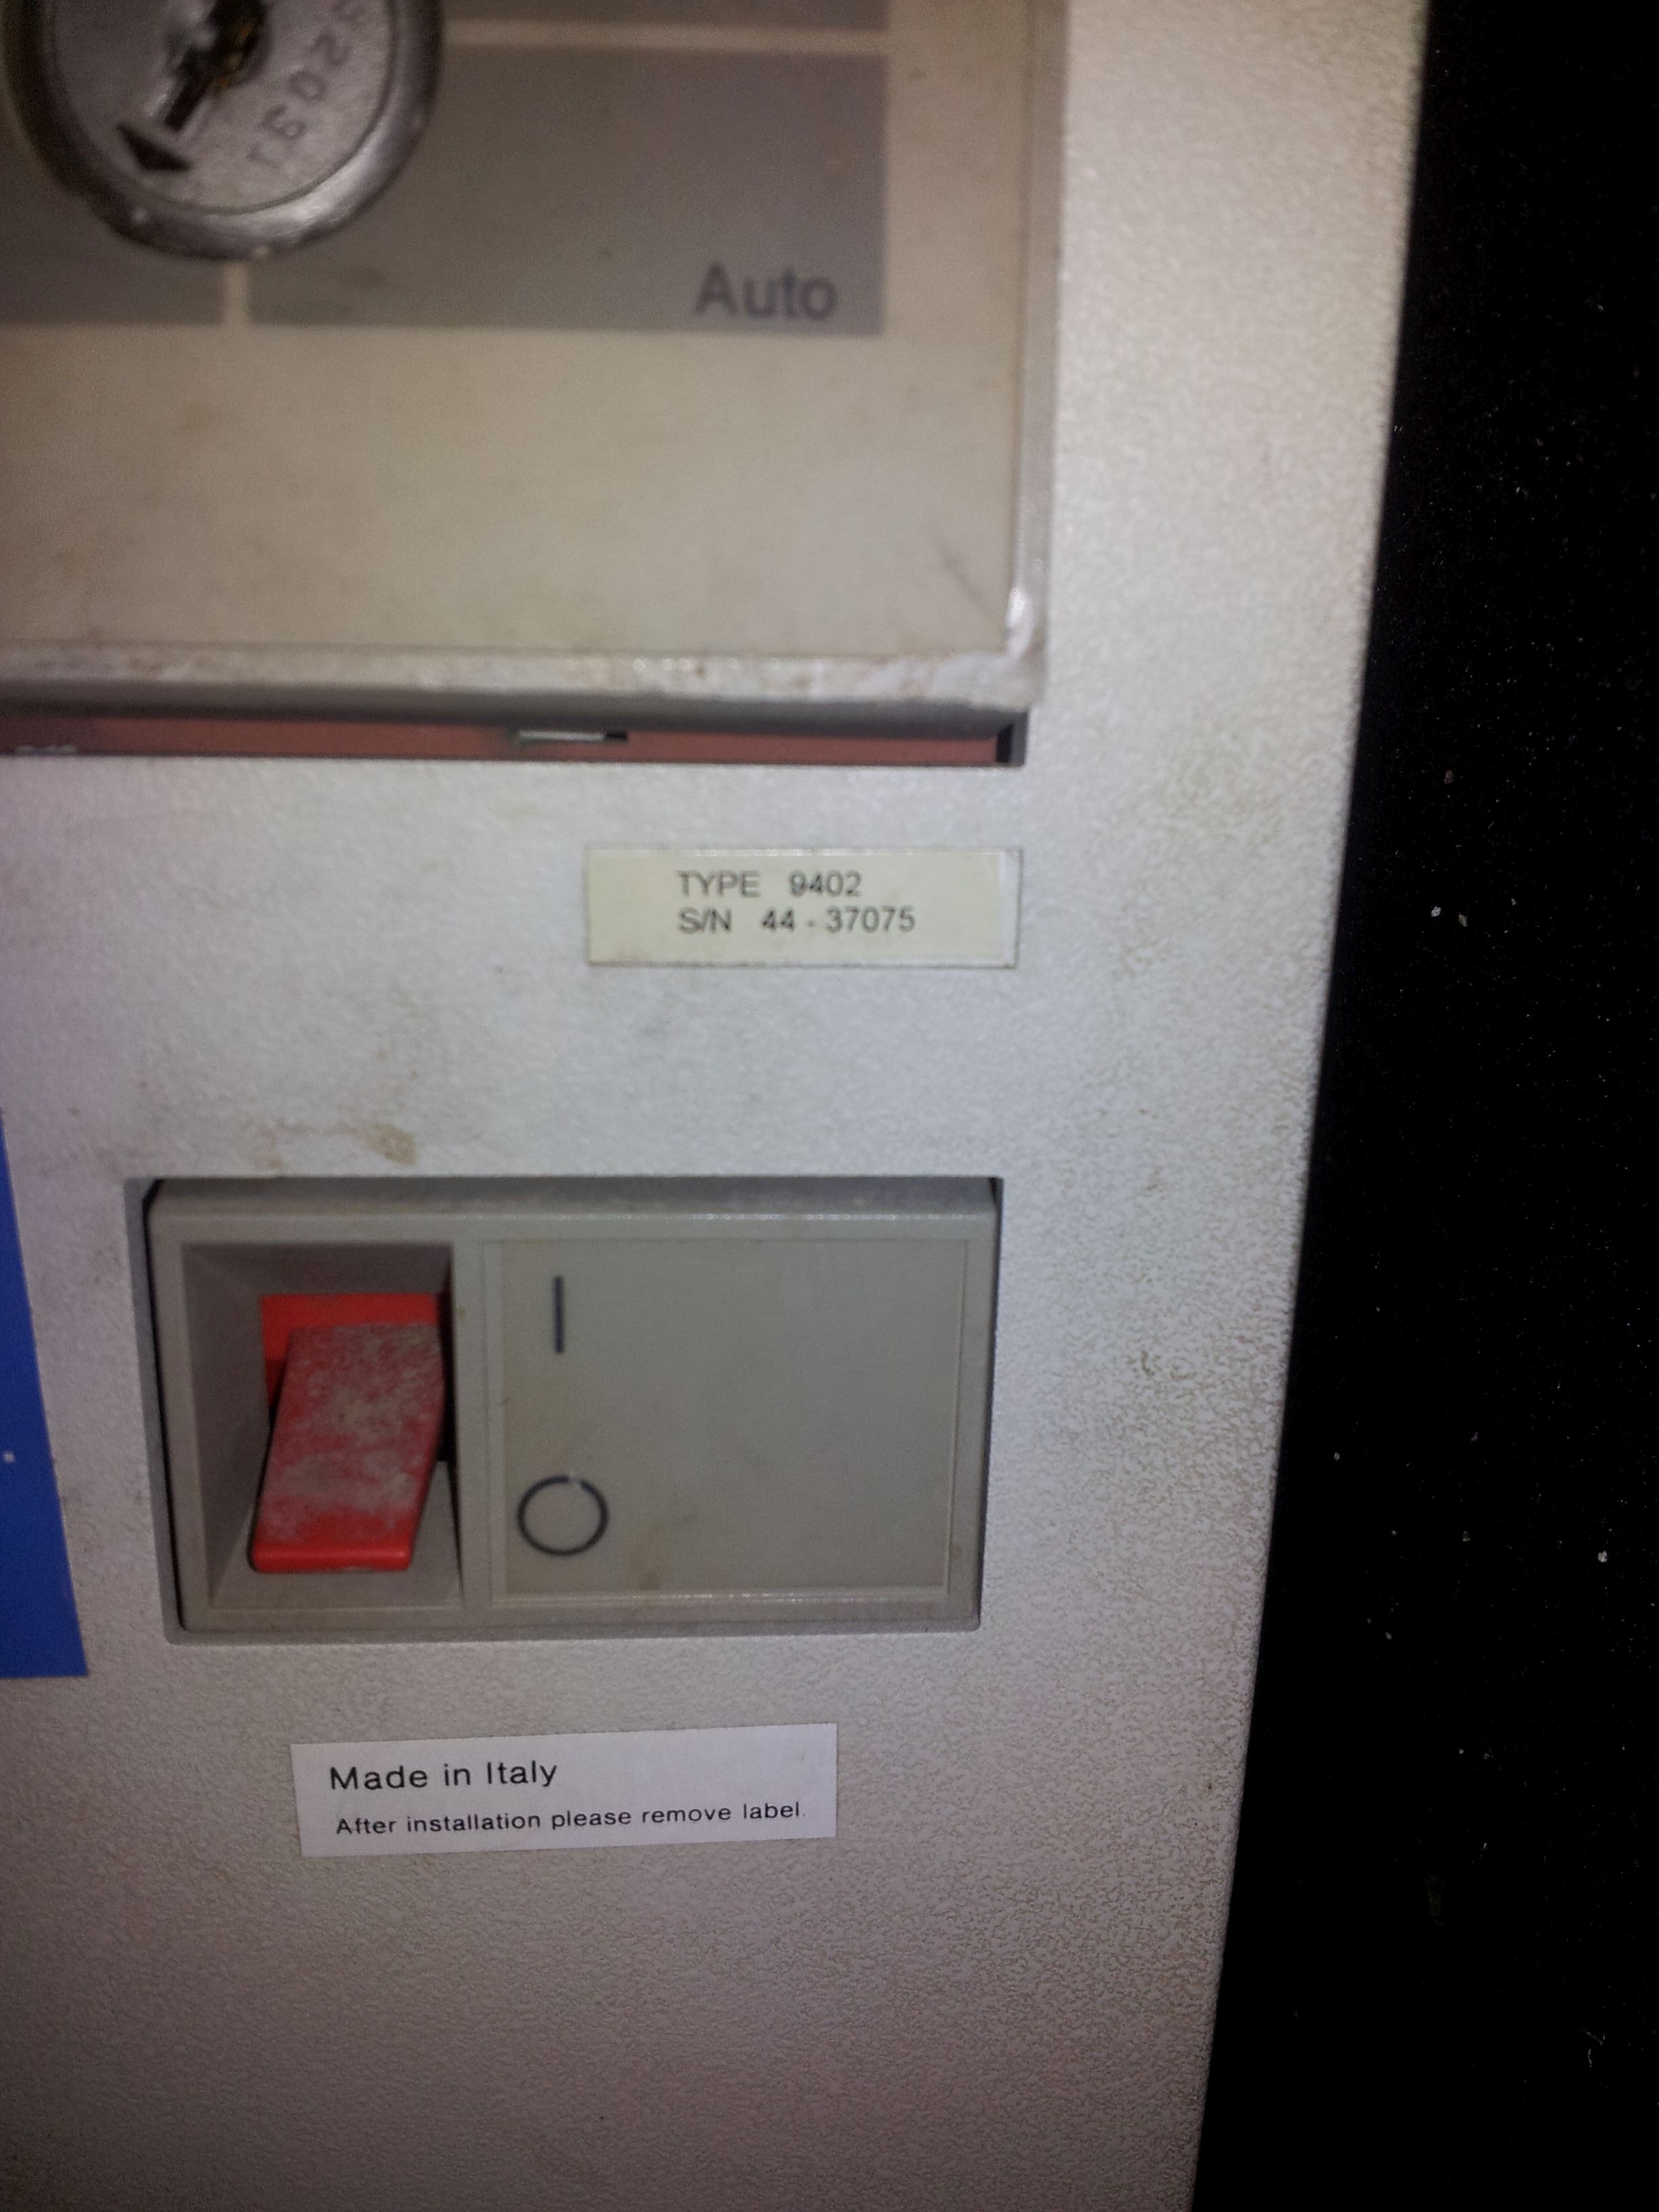 Auto
TYPE 9402
S/N 44 - 37075
I
O
Made in Italy
After installation please remove label.